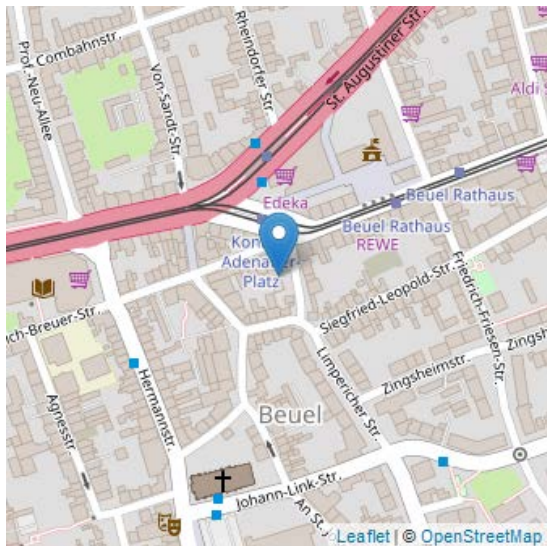 Combahnstr.
Rheindorfer Str.
St. Augustiner Str.
Prof.-Neu-Allee
Von-Sandt-Str.
Aldi S
Edeka
Beuel Rathaus
Beuel Rathaus
REWE
Kon
Adenauer-
Platz
Siegfried-Leopold-Str.
Friedrich-Friesen-Str.
ich-Breuer-Str.
Limpericher Str.
Zingsheimstr.
Zingsh
Hermannstr.
Agnesstr
Beuel
Johann-Link-Str.
An St
Leaflet | © OpenStreetMap